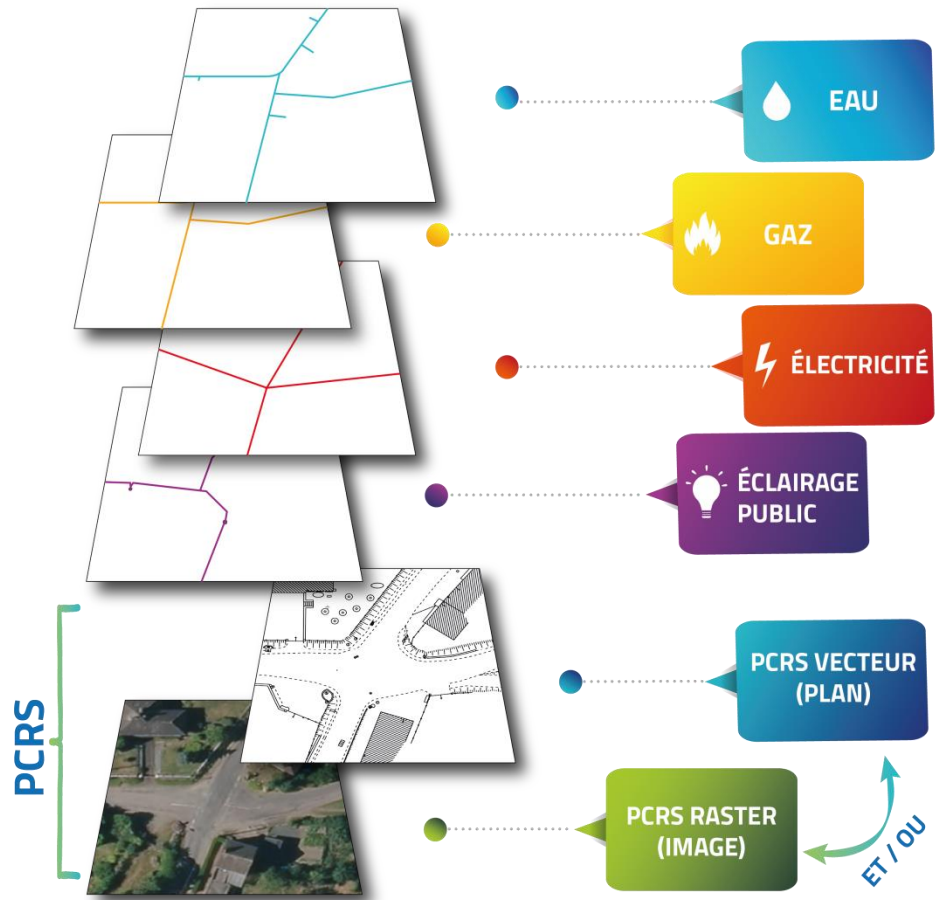 EAU
GAZ
ÉLECTRICITÉ
ÉCLAIRAGE
PUBLIC
PCRS
PCRS VECTEUR
(PLAN)
PCRS RASTER
(IMAGE)
ET / OU